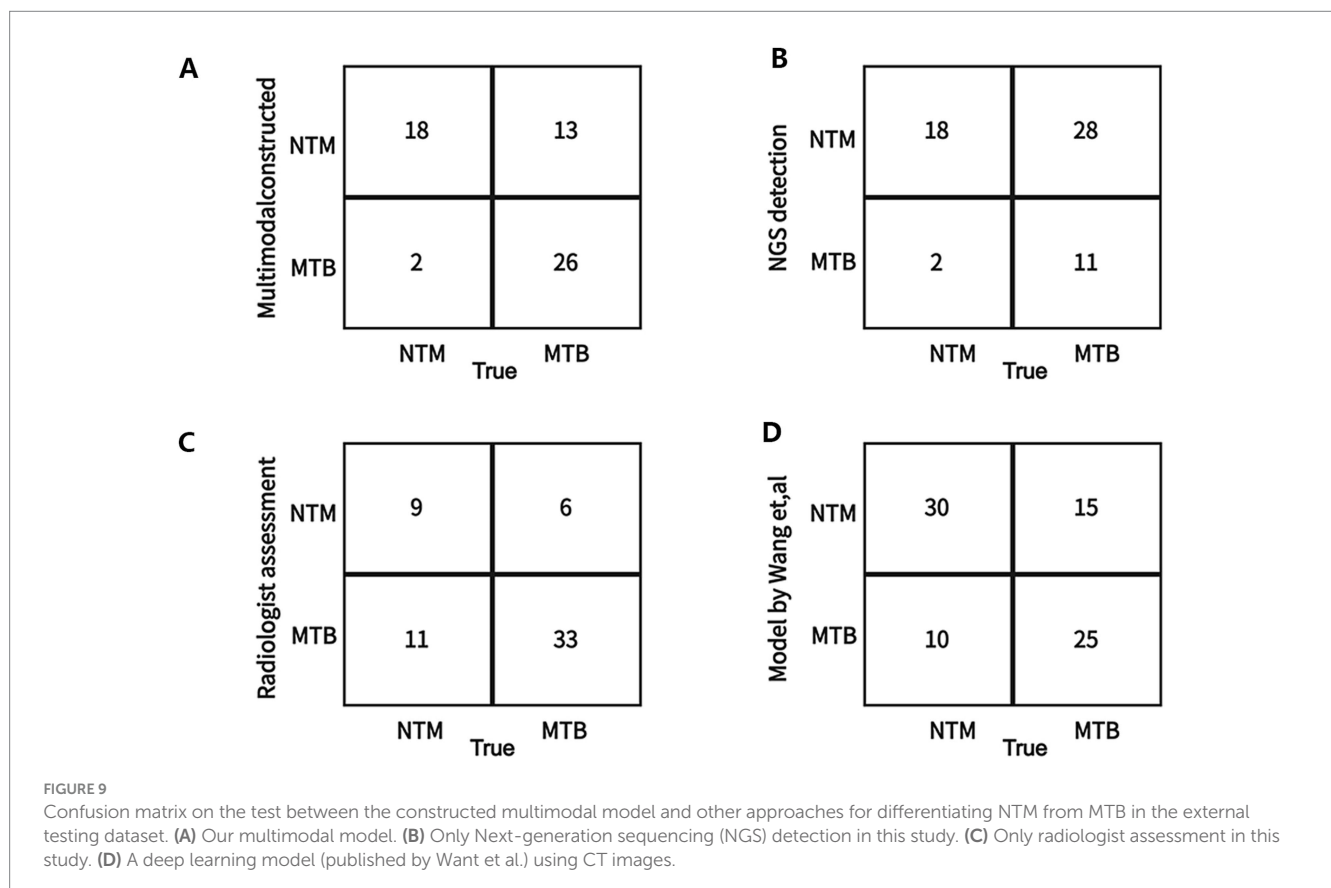 A
Multimodalconstructed
NTM
18
13
MTB
2
26
NTM
MTB
True
B
NGS detection
NTM
18
28
MTB
2
11
NTM
MTB
True
C
Radiologist assessment
NTM
9
6
MTB
11
33
NTM
MTB
True
D
Model by Wang et,al
NTM
30
15
MTB
10
25
NTM
MTB
True
FIGURE 9
Confusion matrix on the test between the constructed multimodal model and other approaches for differentiating NTM from MTB in the external
testing dataset. (A) Our multimodal model. (B) Only Next-generation sequencing (NGS) detection in this study. (C) Only radiologist assessment in this
study. (D) A deep learning model (published by Want et al.) using CT images.